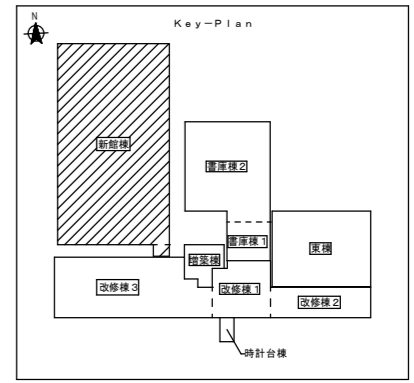 N
Key-Plan
新館棟
書庫棟2
書庫棟1
東棟
増築棟
改修棟3
改修棟1
改修棟2
時計台棟